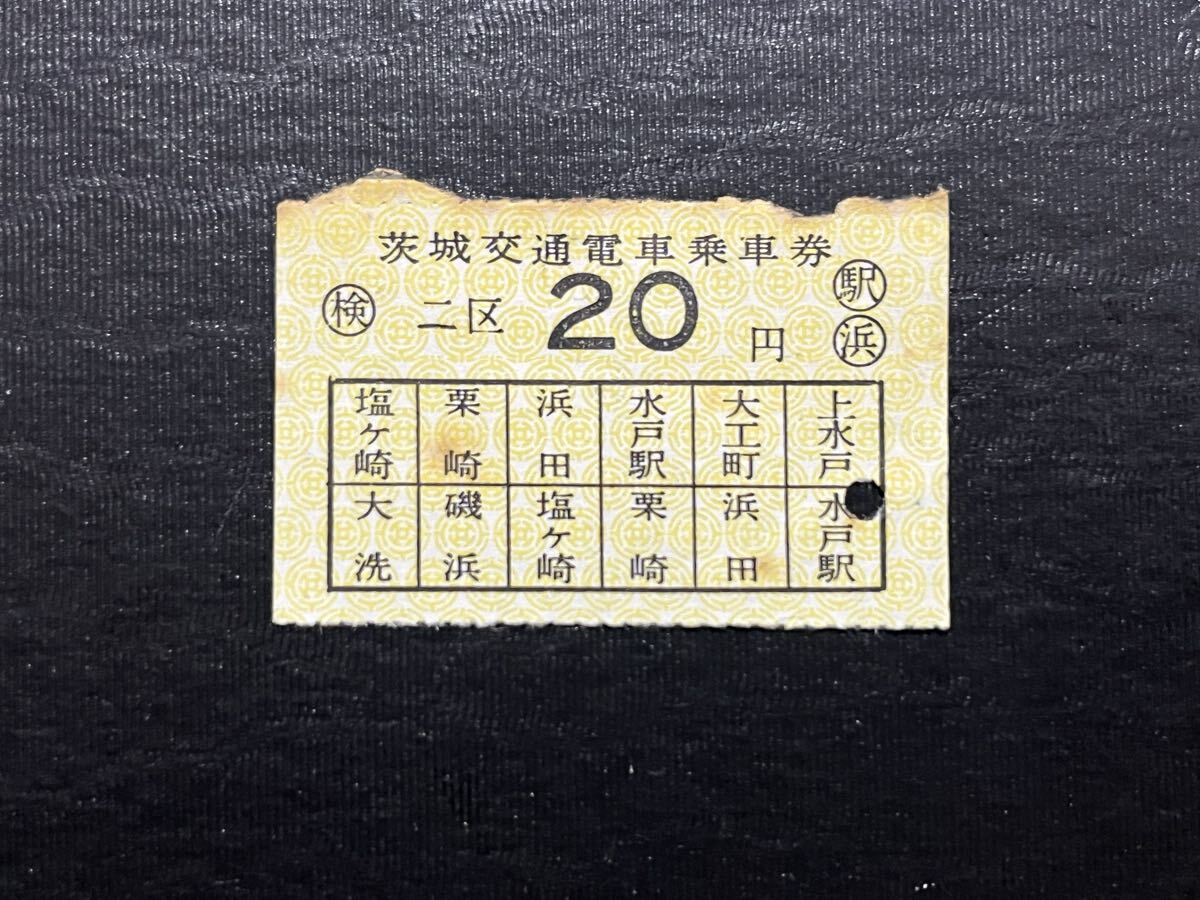 茨城交通電車乗車券
検 二区 20円 駅 浜
上水戸 水戸駅
大工町 浜田
水戸駅 栗崎
浜田 塩ヶ崎
栗崎 磯浜
塩ヶ崎 大洗